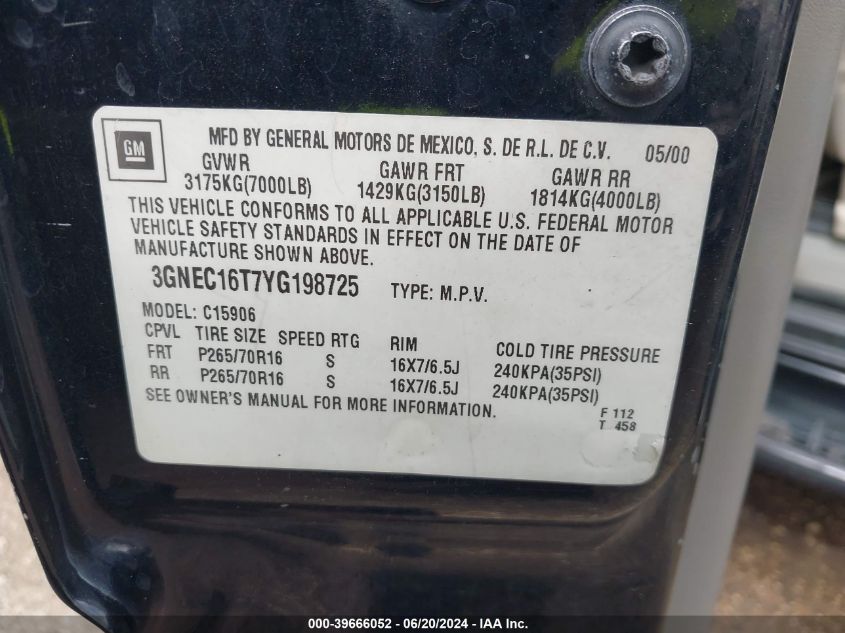 GM
MFD BY GENERAL MOTORS DE MEXICO, S. DE R.L. DE C.V. 05/00
GVWR GAWR FRT GAWR RR
3175KG(7000LB) 1429KG(3150LB) 1814KG(4000LB)
THIS VEHICLE CONFORMS TO ALL APPLICABLE U.S. FEDERAL MOTOR
VEHICLE SAFETY STANDARDS IN EFFECT ON THE DATE OF
MANUFACTURE SHOWN ABOVE.
3GNEC16T7YG198725 TYPE: M.P.V.
MODEL: C15906
CPVL TIRE SIZE SPEED RTG RIM COLD TIRE PRESSURE
FRT P265/70R16 S 16X7/6.5J 240KPA(35PSI)
RR P265/70R16 S 16X7/6.5J 240KPA(35PSI)
SEE OWNER'S MANUAL FOR MORE INFORMATION.
F 112
T 458
000-39666052 - 06/20/2024 - IAA Inc.